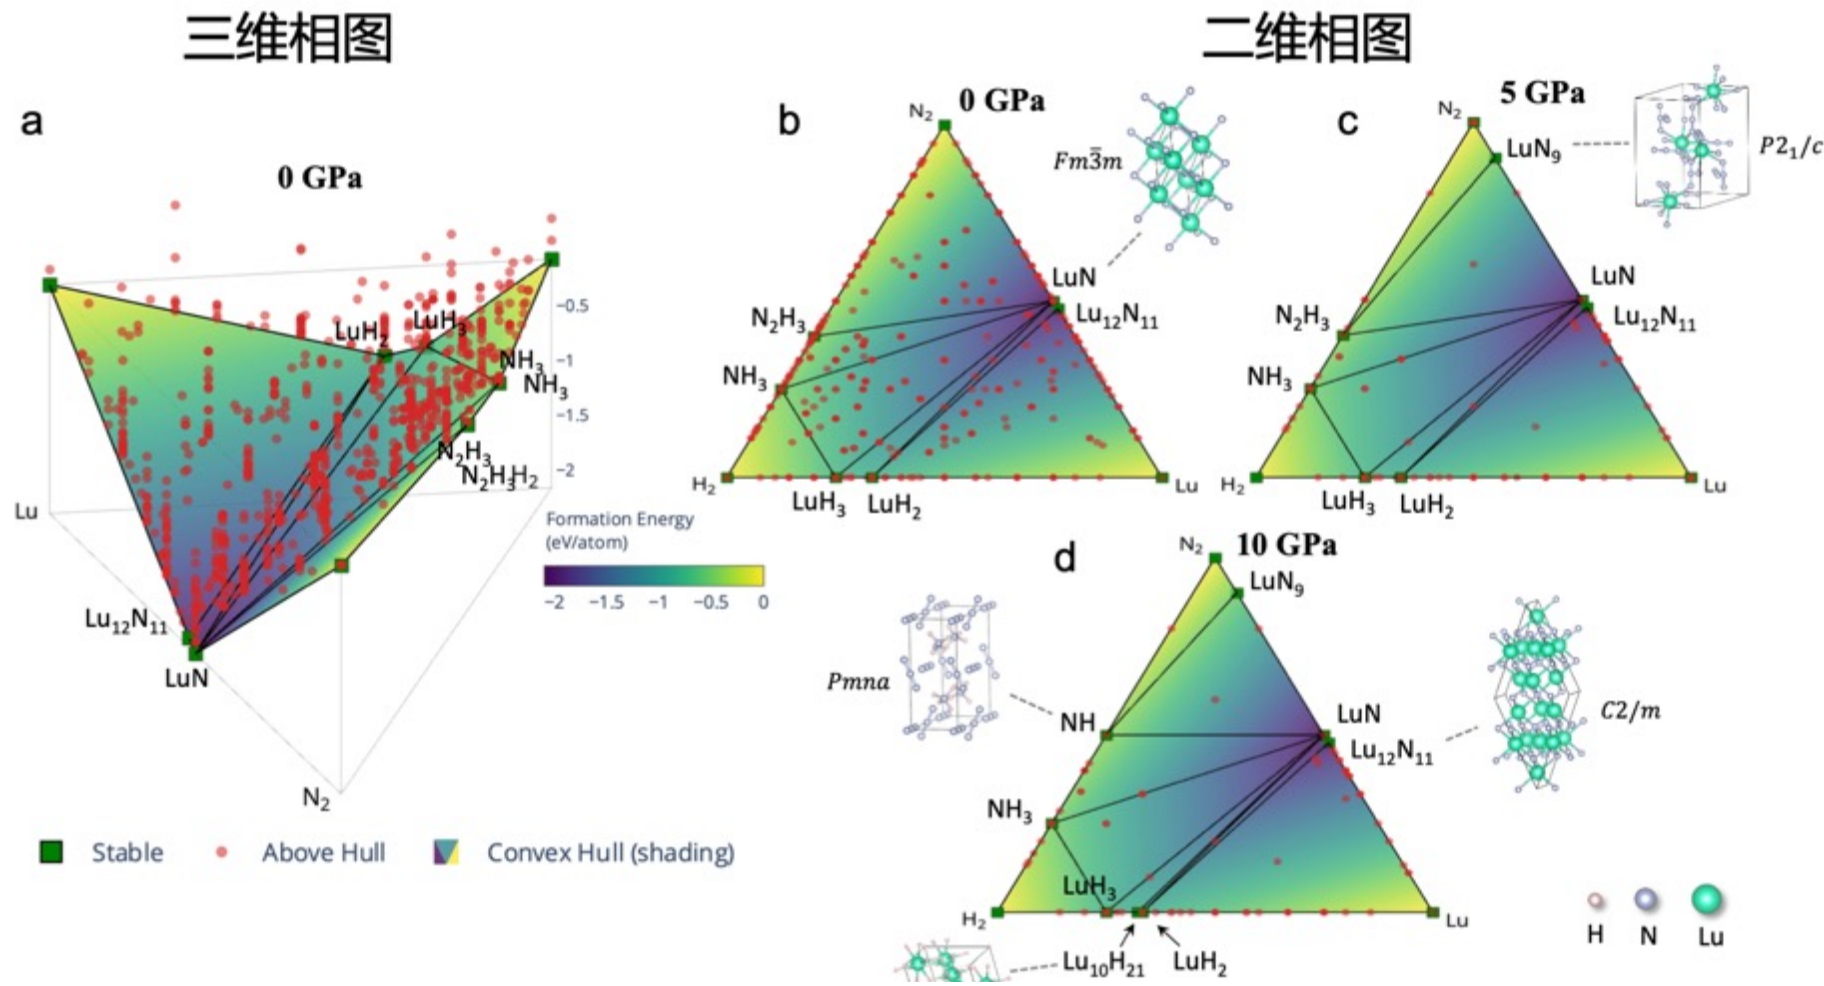 三维相图
二维相图
a
0 GPa
LuH₂
LuH₃
NH₃
NH₃
N₂H₃
N₂H₃
H₂
−0.5
−1
−1.5
−2
Lu
Lu₁₂N₁₁
LuN
N₂
Formation Energy
(eV/atom)
−2 −1.5 −1 −0.5 0
Stable
Above Hull
Convex Hull (shading)
b
0 GPa
N₂
Fm3̅m
LuN
Lu₁₂N₁₁
N₂H₃
NH₃
H₂
LuH₃
LuH₂
Lu
c
5 GPa
N₂
LuN₉
P2₁/c
LuN
Lu₁₂N₁₁
N₂H₃
NH₃
H₂
LuH₃
LuH₂
Lu
d
10 GPa
N₂
LuN₉
Pmna
NH
LuN
Lu₁₂N₁₁
C2/m
NH₃
LuH₃
H₂
Lu
Lu₁₀H₂₁
LuH₂
H N Lu